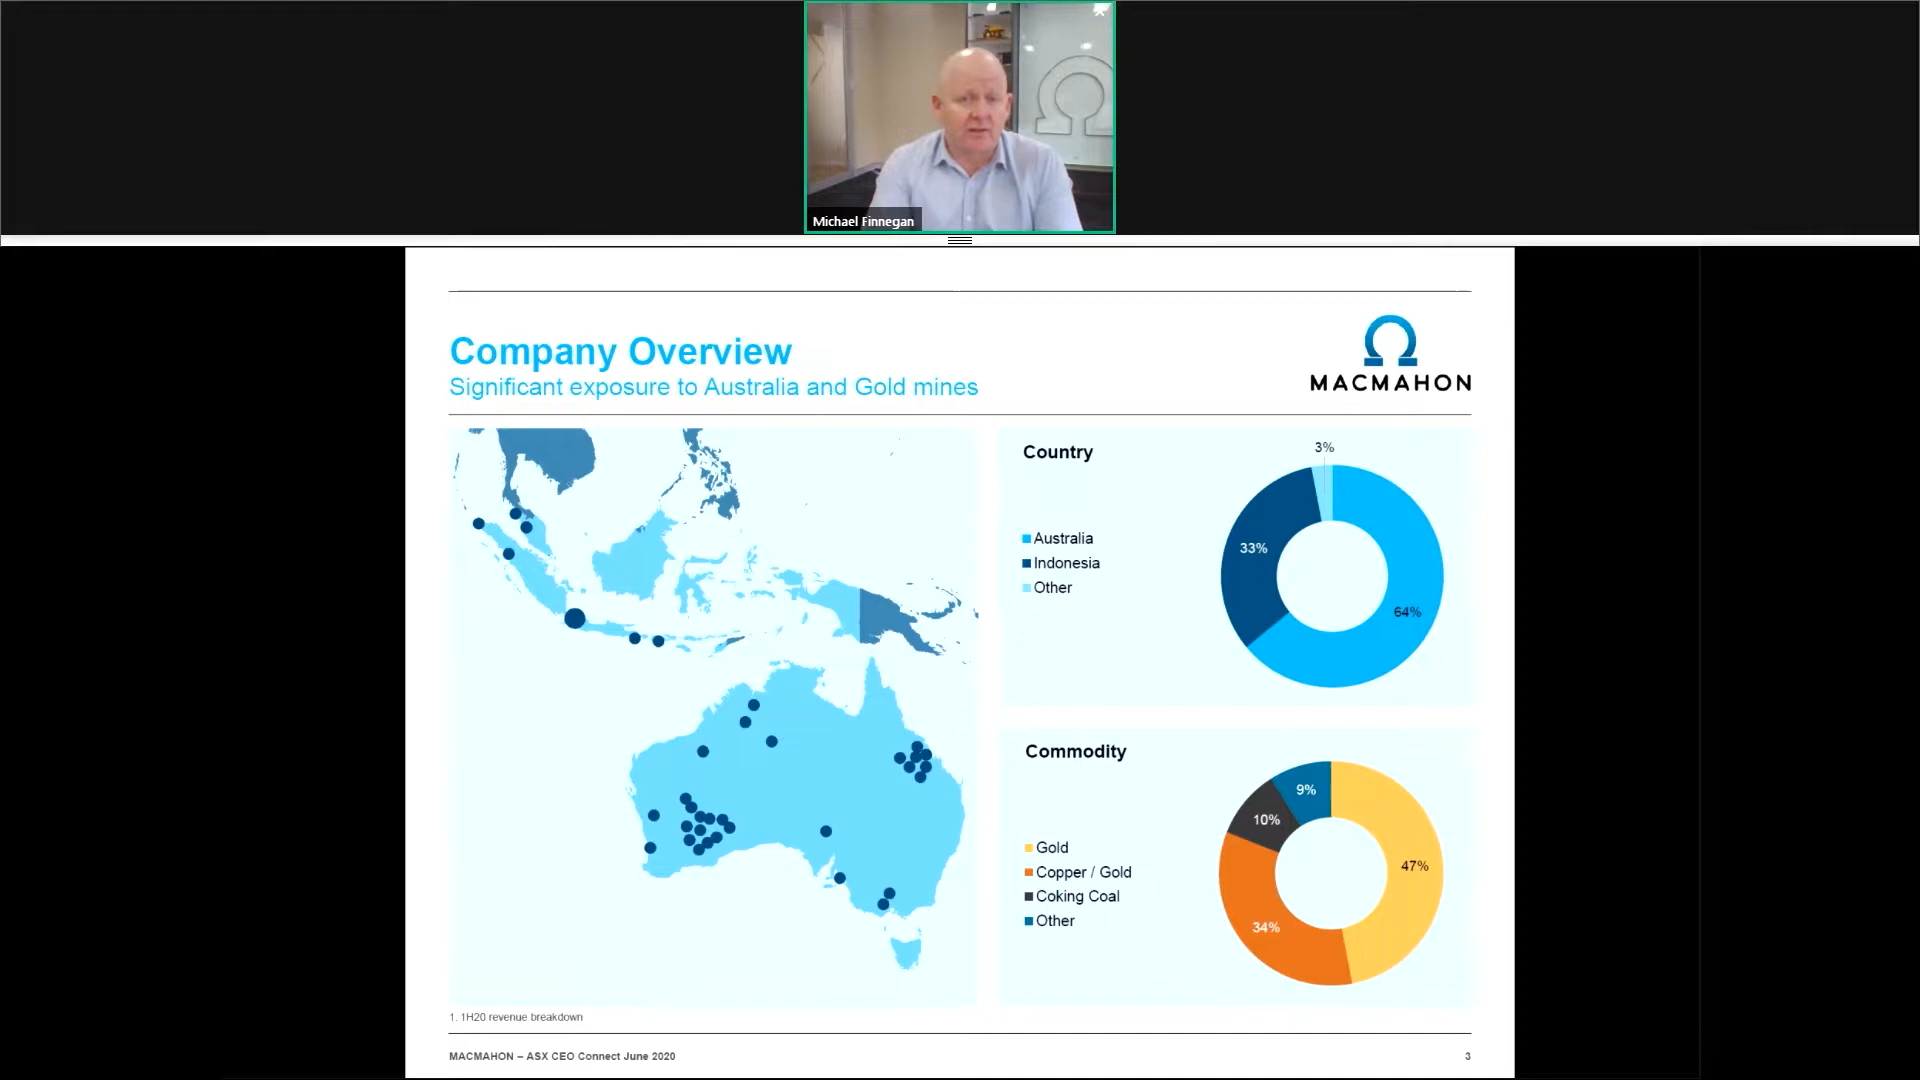 Michael Finnegan
Company Overview
Significant exposure to Australia and Gold mines
MACMAHON
Country
Australia
Indonesia
Other
3%
33%
64%
Commodity
Gold
Copper / Gold
Coking Coal
Other
9%
10%
47%
34%
1. 1H20 revenue breakdown
MACMAHON – ASX CEO Connect June 2020
3